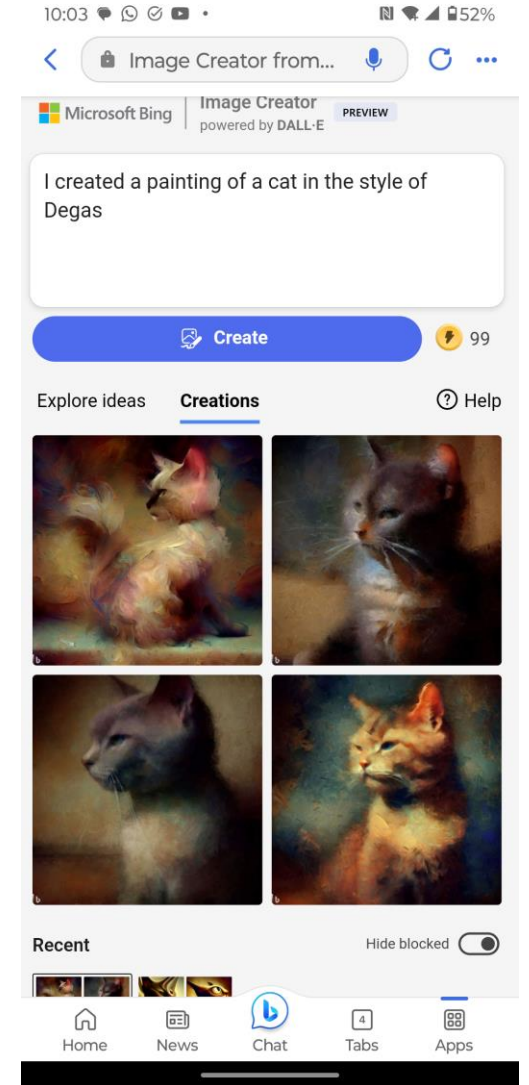 10:03
52%
Image Creator from...
Microsoft Bing
Image Creator
powered by DALL·E
PREVIEW
I created a painting of a cat in the style of
Degas
Create
99
Explore ideas
Creations
Help
Recent
Hide blocked
Home
News
Chat
4
Tabs
Apps